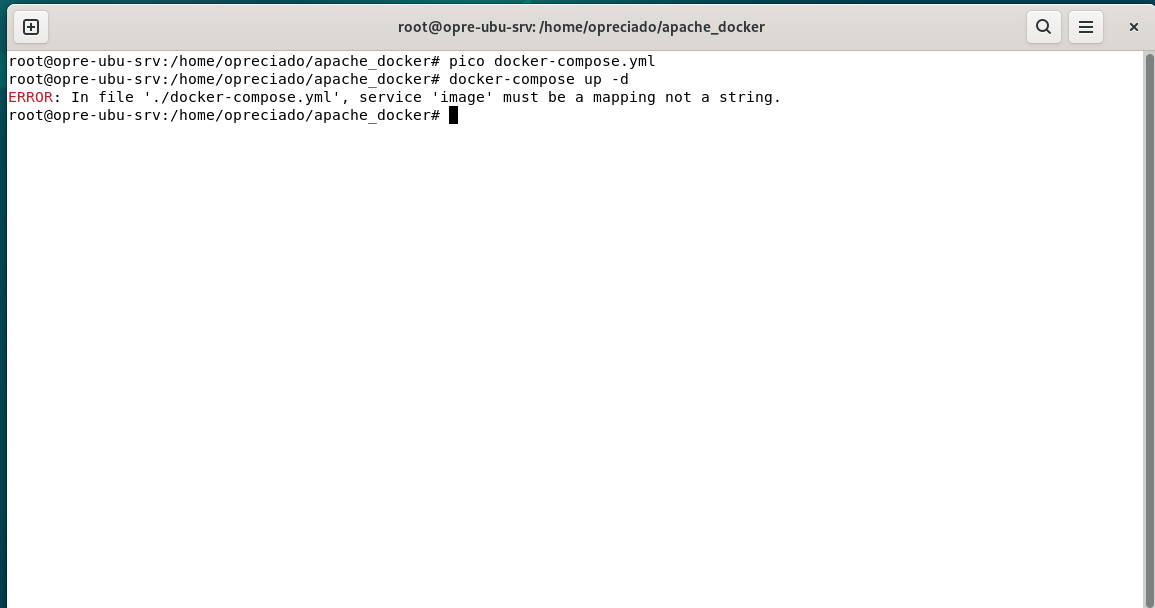 root@opre-ubu-srv: /home/opreciado/apache_docker
root@opre-ubu-srv:/home/opreciado/apache_docker# pico docker-compose.yml
root@opre-ubu-srv:/home/opreciado/apache_docker# docker-compose up -d
ERROR: In file './docker-compose.yml', service 'image' must be a mapping not a string.
root@opre-ubu-srv:/home/opreciado/apache_docker#